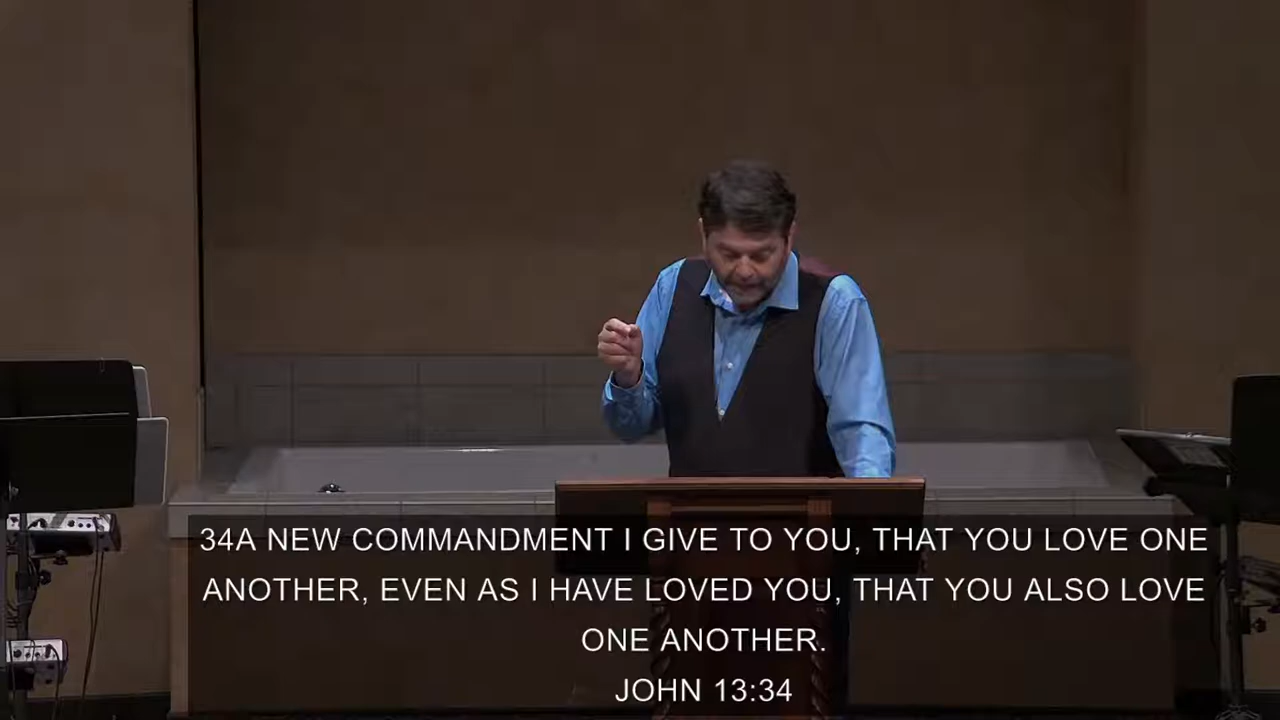 34A NEW COMMANDMENT I GIVE TO YOU, THAT YOU LOVE ONE
ANOTHER, EVEN AS I HAVE LOVED YOU, THAT YOU ALSO LOVE
ONE ANOTHER.
JOHN 13:34